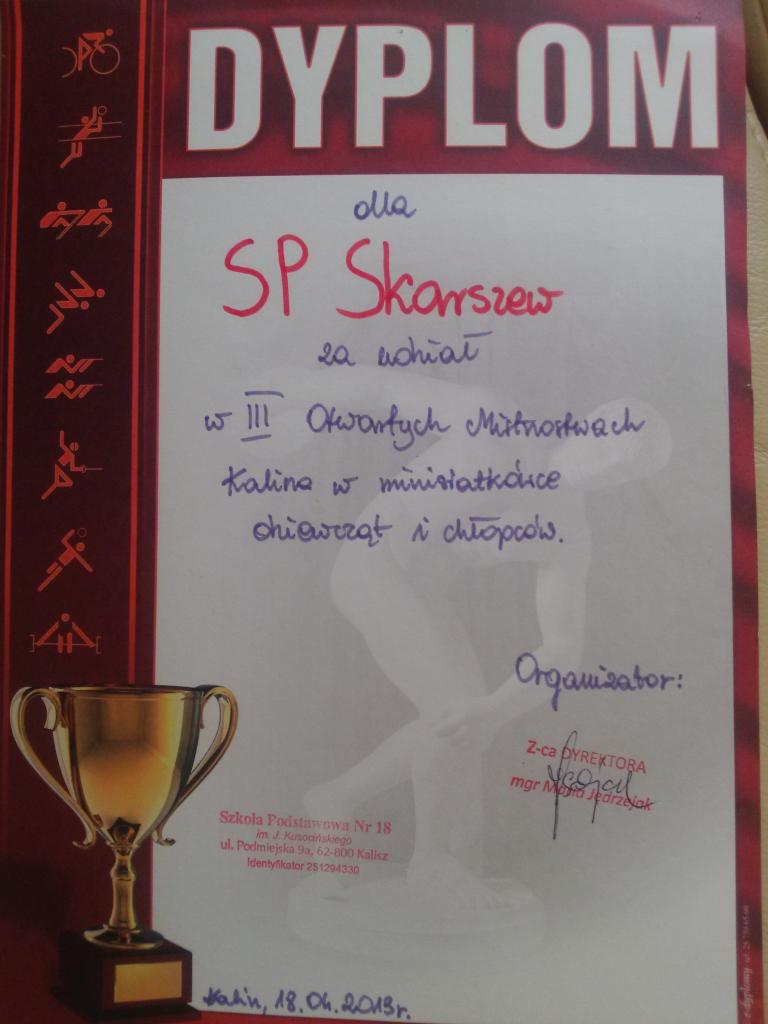 DYPLOM
dla
SP Skarszew
za udział
w III Otwartych Mistrzostwach
Kalisza w minisiatkówce
dziewcząt i chłopców.
Organizator:
Z-ca DYREKTORA
mgr Maria Jędrzejak
Szkoła Podstawowa Nr 18
im. J. Kusocińskiego
ul. Podmiejska 9a, 62-800 Kalisz
Identyfikator 251294330
Kalisz, 18.04.2013r.
e-dyplomy